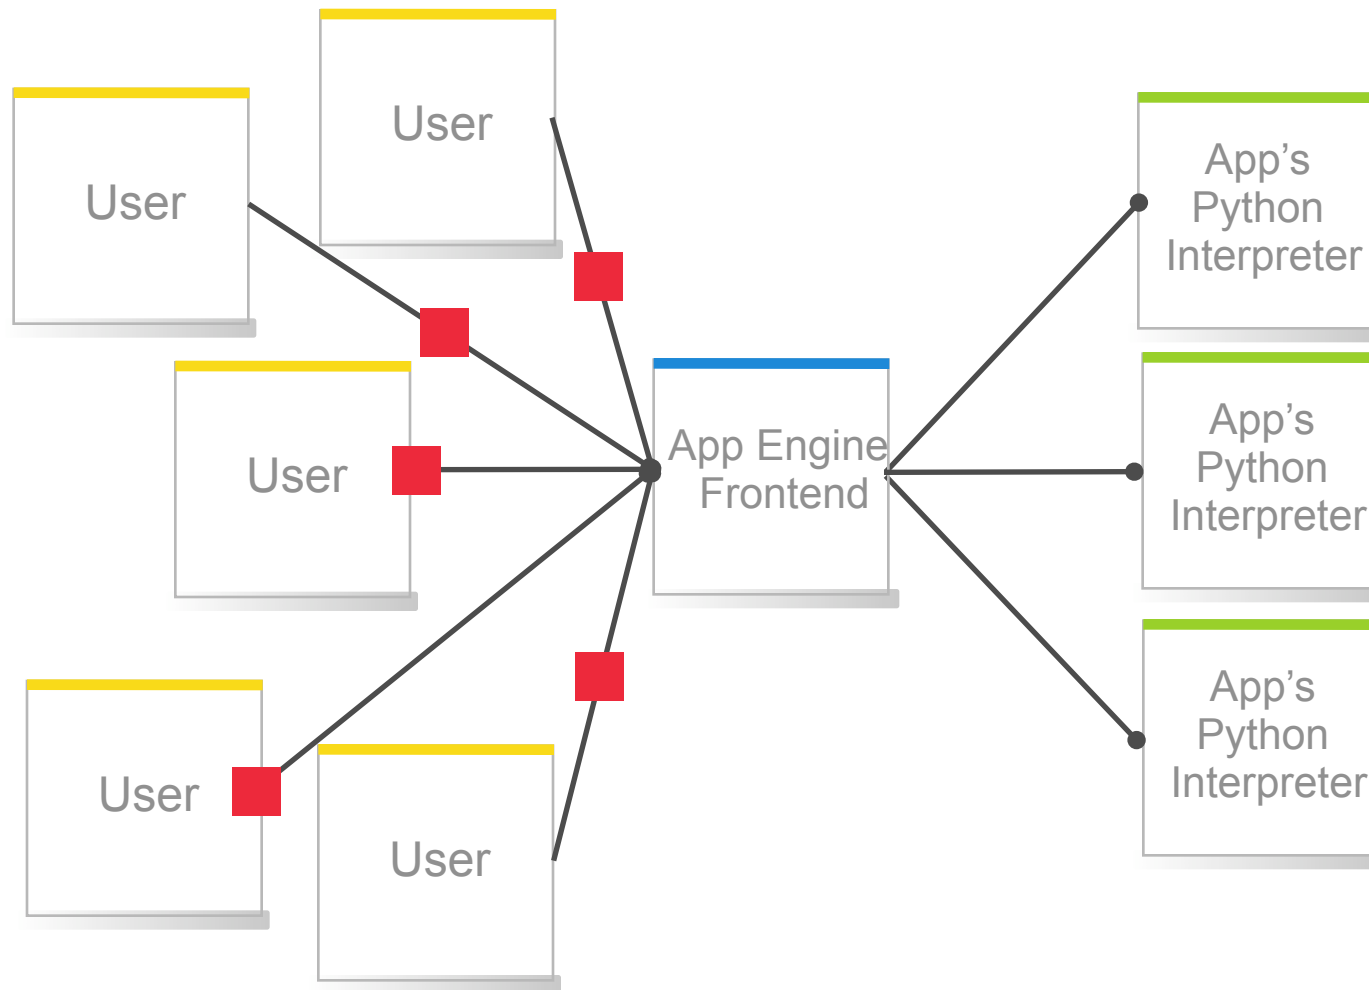 User
User
User
User
User
App Engine
Frontend
App’s
Python
Interpreter
App’s
Python
Interpreter
App’s
Python
Interpreter